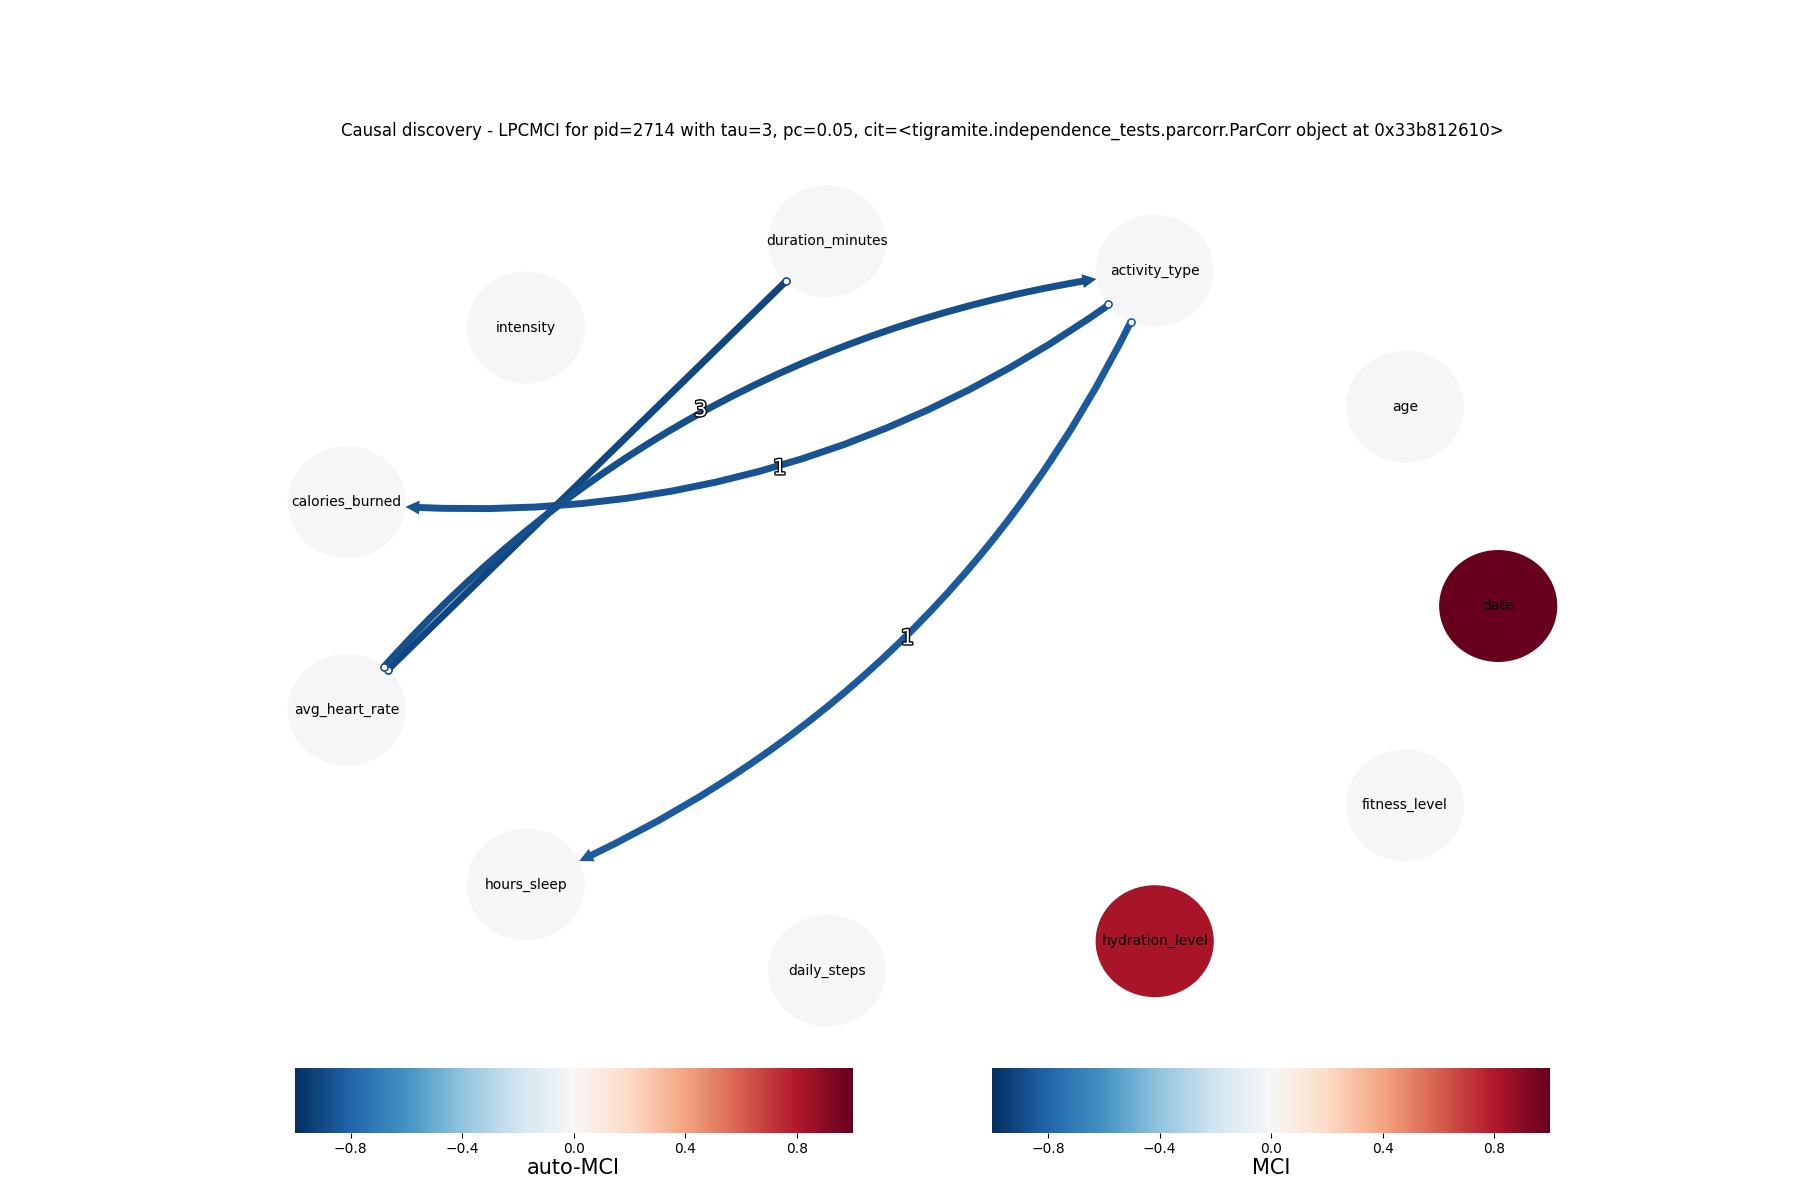 Causal discovery - LPCMCI for pid=2714 with tau=3, pc=0.05, cit=<tigramite.independence_tests.parcorr.ParCorr object at 0x33b812610>
duration_minutes
activity_type
intensity
age
3
1
calories_burned
date
1
avg_heart_rate
fitness_level
hours_sleep
hydration_level
daily_steps
−0.8 −0.4 0.0 0.4 0.8
auto-MCI
−0.8 −0.4 0.0 0.4 0.8
MCI